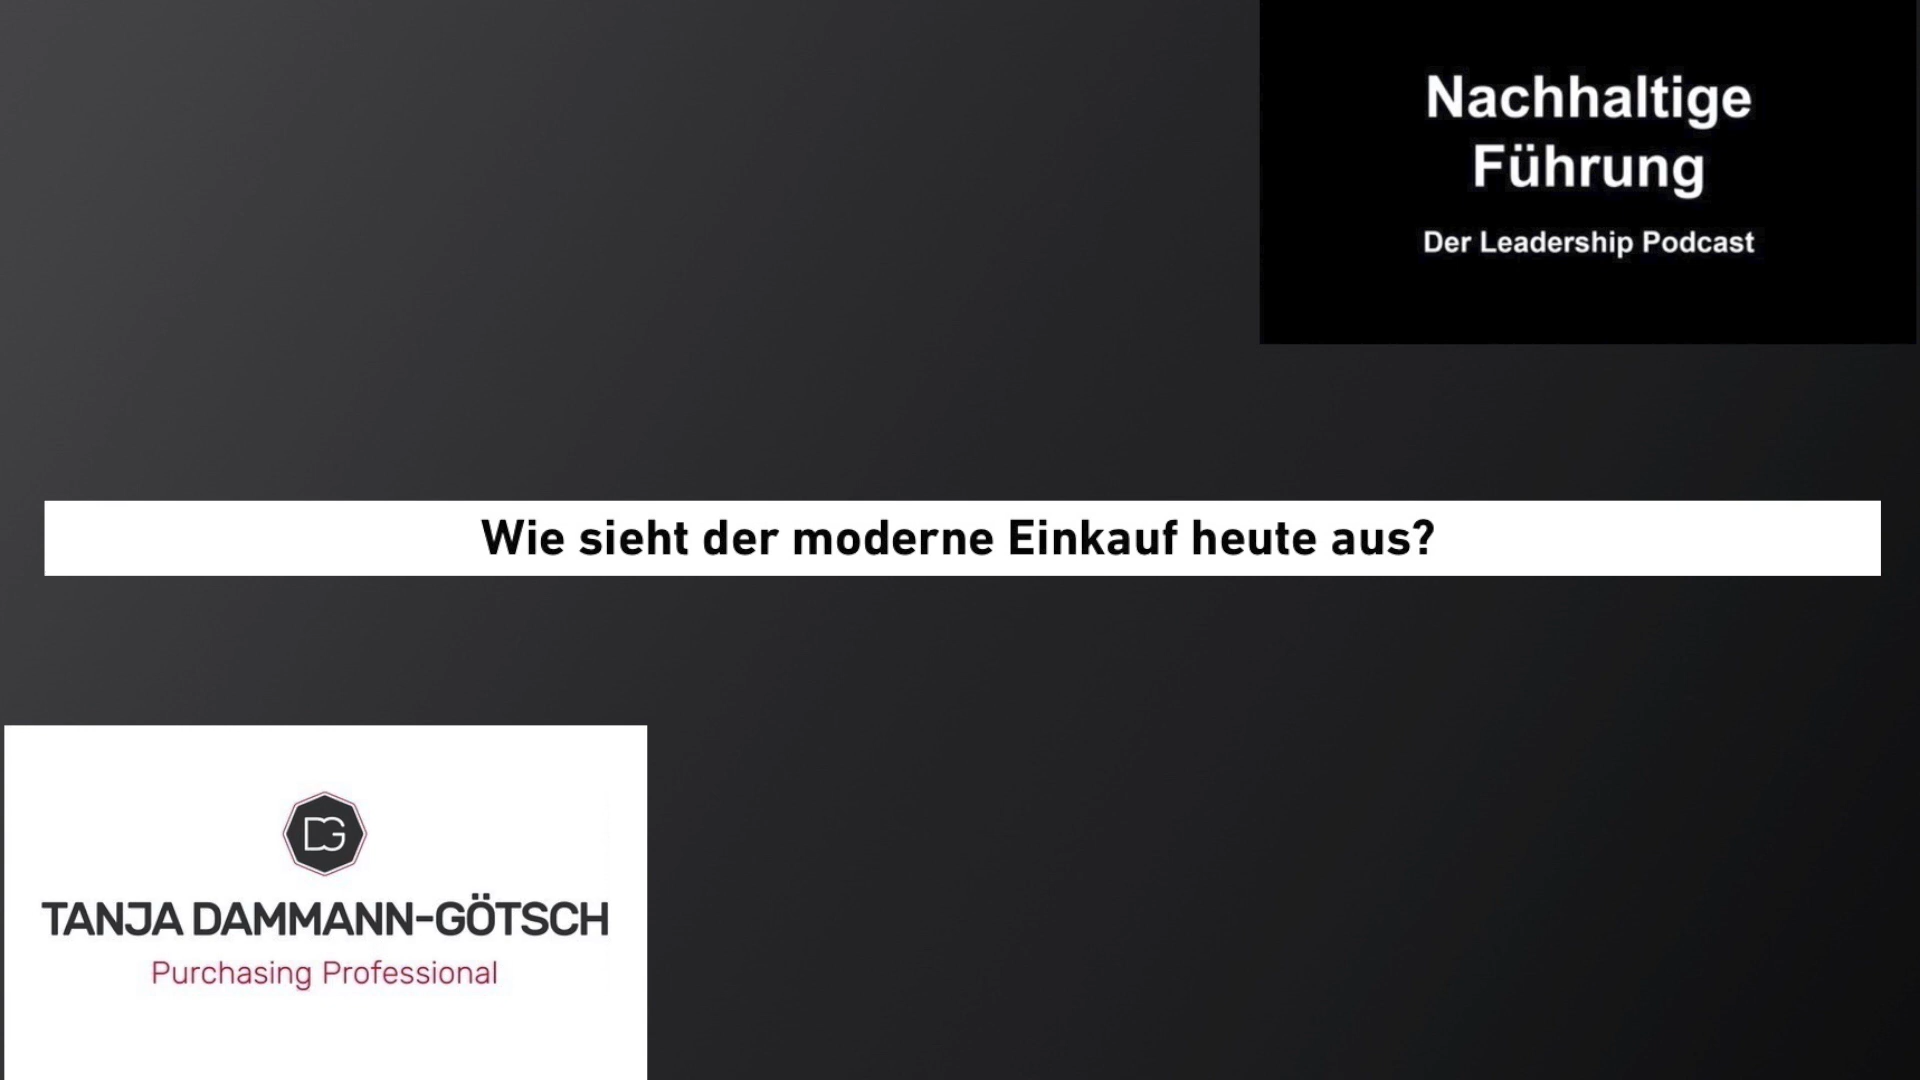 Nachhaltige
Führung
Der Leadership Podcast
Wie sieht der moderne Einkauf heute aus?
DG
TANJA DAMMANN-GÖTSCH
Purchasing Professional